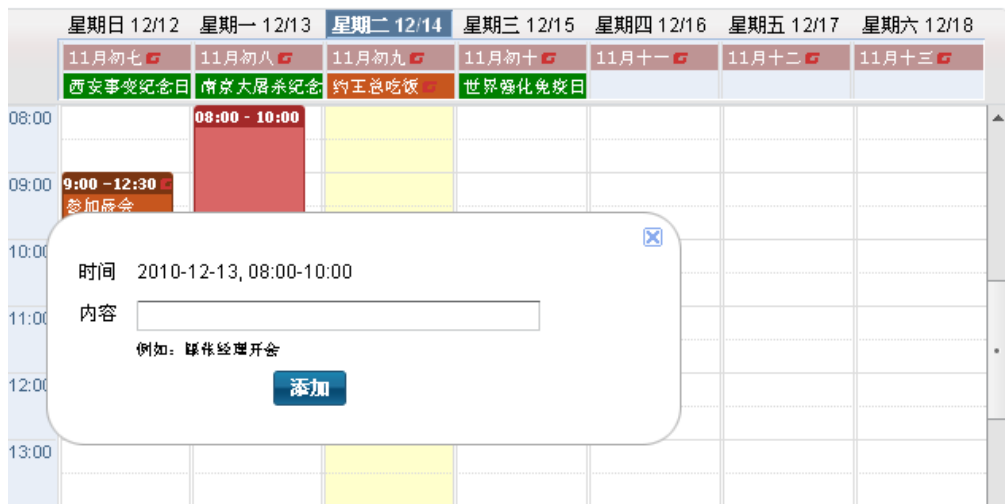 星期日 12/12 星期一 12/13 星期二 12/14 星期三 12/15 星期四 12/16 星期五 12/17 星期六 12/18
11月初七 11月初八 11月初九 11月初十 11月十一 11月十二 11月十三
西安事变纪念日 南京大屠杀纪念 约王总吃饭 世界强化免疫日
08:00 08:00 - 10:00
09:00 9:00 -12:30
参加
10:00
时间 2010-12-13, 08:00-10:00
内容
11:00
例如：跟张经理开会
12:00 添加
13:00